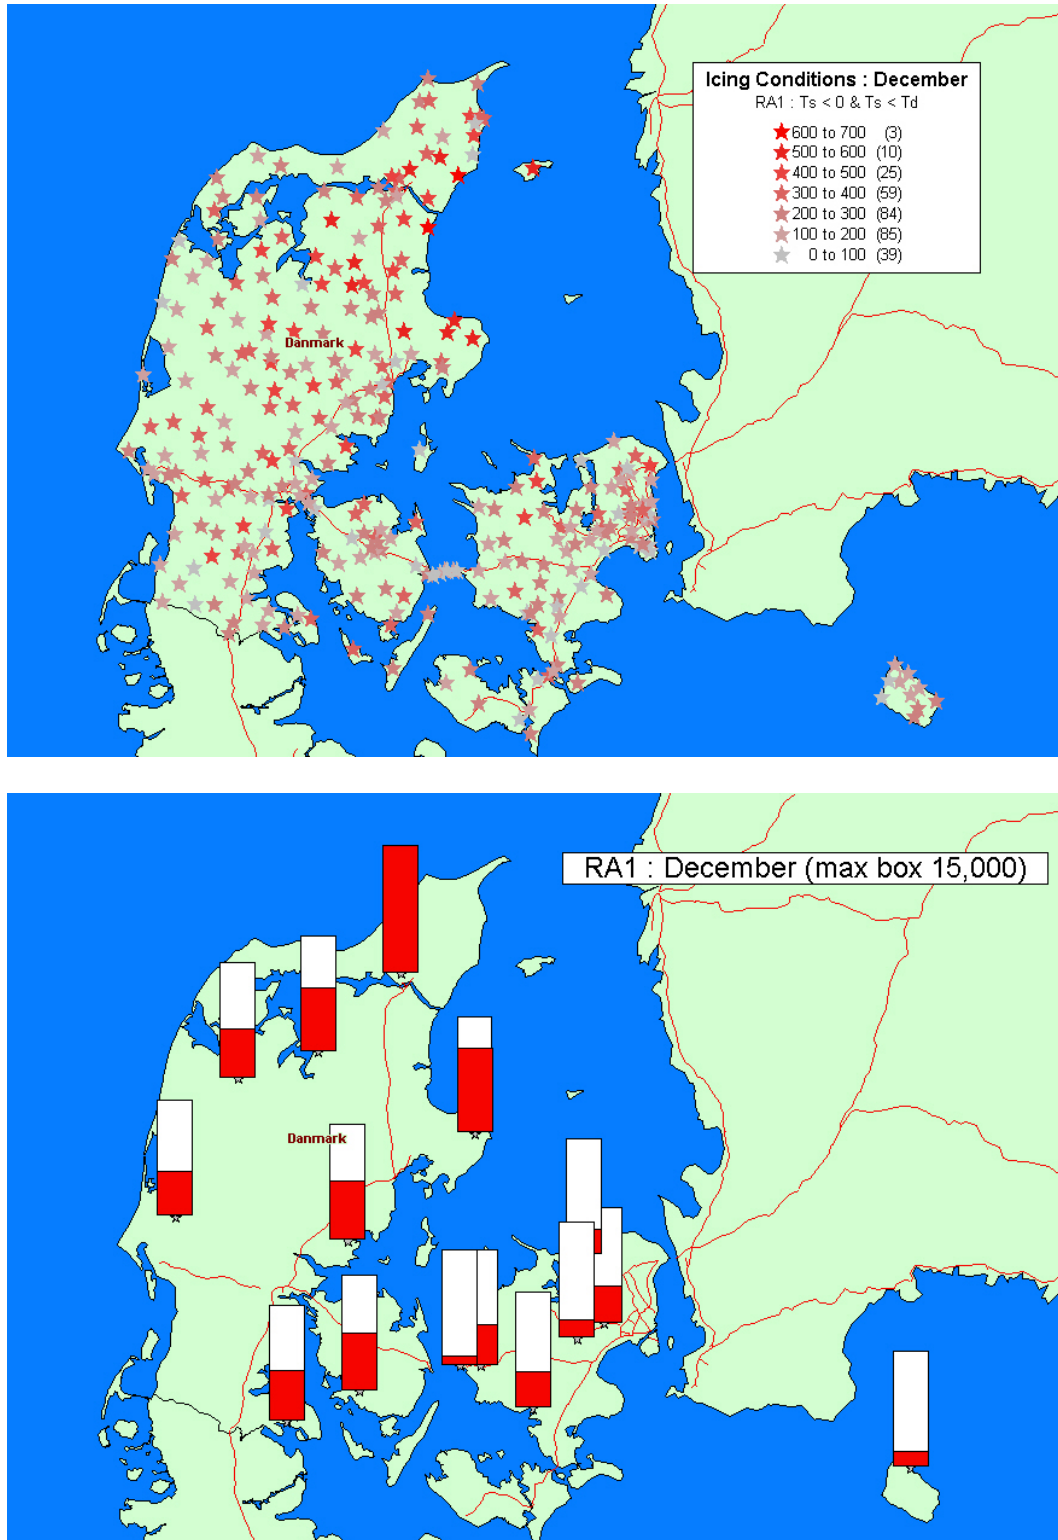 Icing Conditions : December
RA1 : Ts < 0 & Ts < Td
600 to 700 (3)
500 to 600 (10)
400 to 500 (25)
300 to 400 (59)
200 to 300 (84)
100 to 200 (85)
0 to 100 (39)
Danmark
RA1 : December (max box 15,000)
Danmark